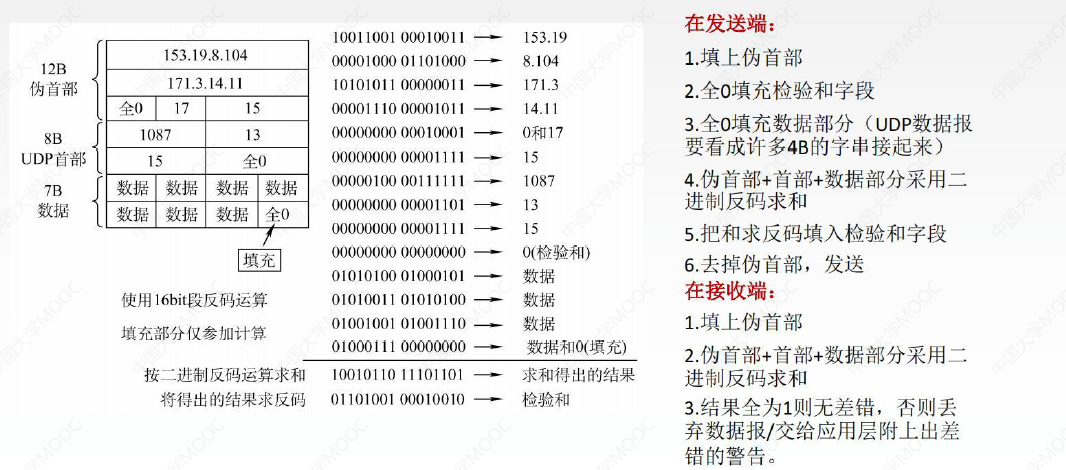 12B
伪首部
153.19.8.104
171.3.14.11
全0 17 15
8B
UDP首部
1087 13
15 全0
7B
数据
数据 数据 数据 数据
数据 数据 数据 全0
填充
使用16bit段反码运算
填充部分仅参加计算
10011001 00010011 → 153.19
00001000 01101000 → 8.104
10101011 00000011 → 171.3
00001110 00001011 → 14.11
00000000 00010001 → 0和17
00000000 00001111 → 15
00000100 00111111 → 1087
00000000 00001101 → 13
00000000 00001111 → 15
00000000 00000000 → 0(检验和)
01010100 01000101 → 数据
01010011 01010100 → 数据
01001001 01001110 → 数据
01000111 00000000 → 数据和0(填充)
按二进制反码运算求和 10010110 11101101 → 求和得出的结果
将得出的结果求反码 01101001 00010010 → 检验和
在发送端：
1.填上伪首部
2.全0填充检验和字段
3.全0填充数据部分（UDP数据报
要看成许多4B的字串接起来）
4.伪首部+首部+数据部分采用二
进制反码求和
5.把和求反码填入检验和字段
6.去掉伪首部，发送
在接收端：
1.填上伪首部
2.伪首部+首部+数据部分采用二
进制反码求和
3.结果全为1则无差错，否则丢
弃数据报/交给应用层附上出差
错的警告。
中国大学MOOC